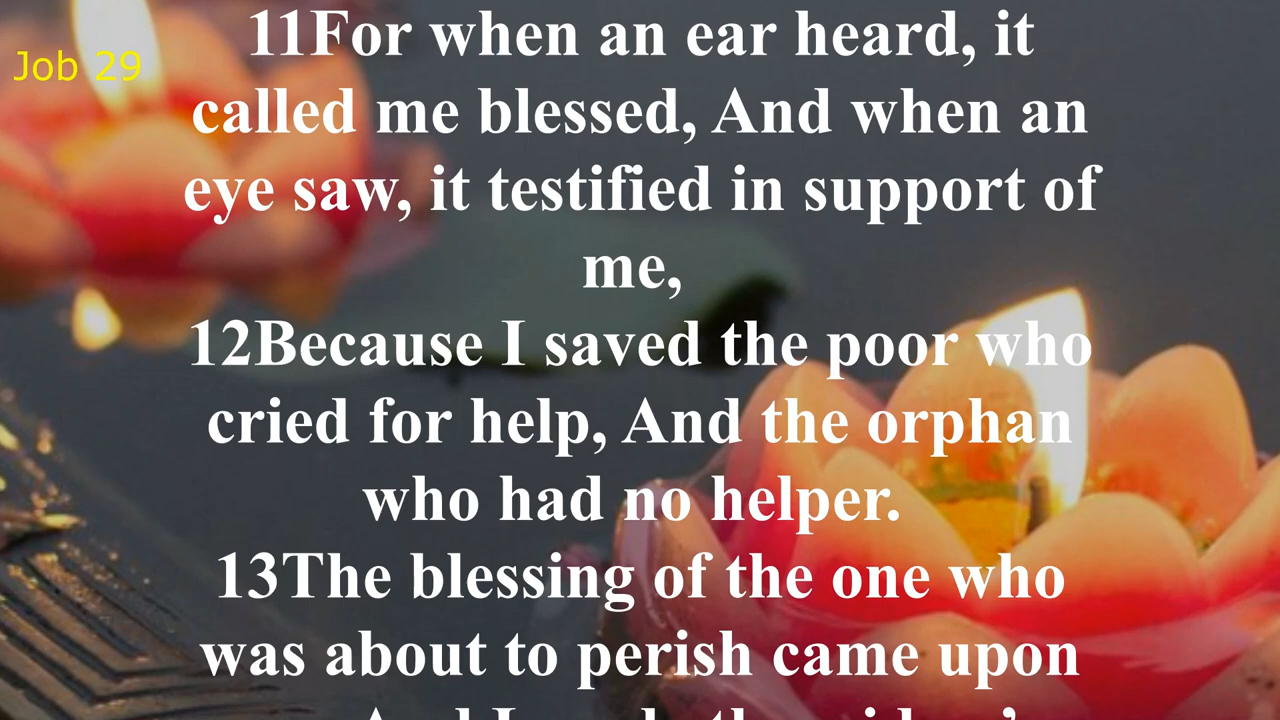 Job 29
11For when an ear heard, it
called me blessed, And when an
eye saw, it testified in support of
me,
12Because I saved the poor who
cried for help, And the orphan
who had no helper.
13The blessing of the one who
was about to perish came upon